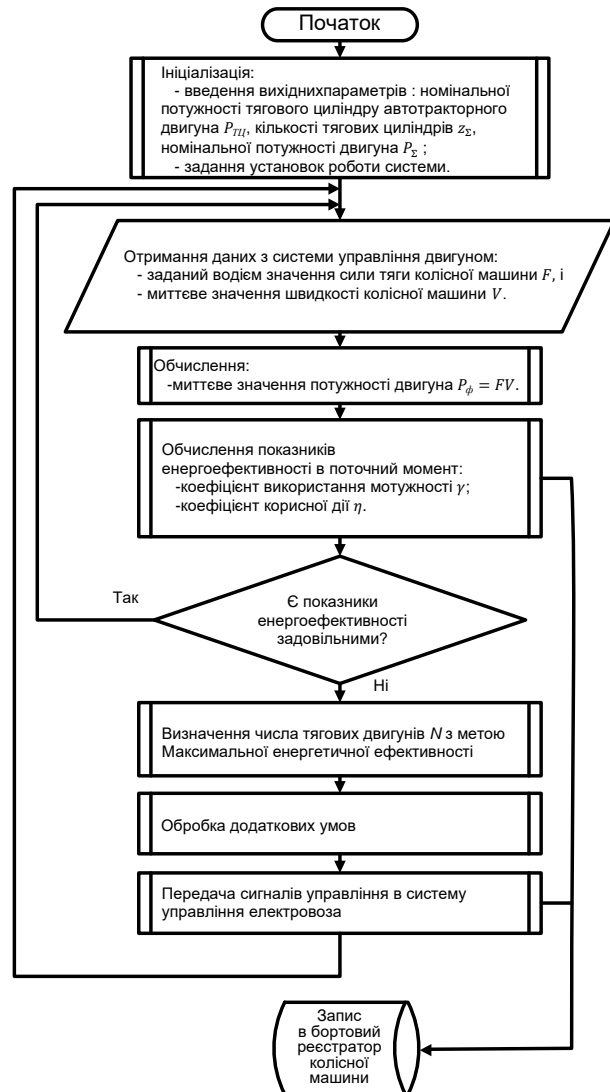 Початок
Ініціалізація:
- введення вихіднихпараметрів : номінальної
потужності тягового циліндру автотракторного
двигуна P_ТЦ, кількості тягових циліндрів z_Σ,
номінальної потужності двигуна P_Σ ;
- задання установок роботи системи.
Отримання даних з системи управління двигуном:
- заданий водієм значення сили тяги колісної машини F, і
- миттєве значення швидкості колісної машини V.
Обчислення:
-миттєве значення потужності двигуна P_ф = FV.
Обчислення показників
енергоефективності в поточний момент:
-коефіцієнт використання мотужності γ;
-коефіцієнт корисної дії η.
Так
Є показники
енергоефективності
задовільними?
Ні
Визначення числа тягових двигунів N з метою
Максимальної енергетичної ефективності
Обробка додаткових умов
Передача сигналів управління в систему
управління електровоза
Запис
в бортовий
реєстратор
колісної
машини